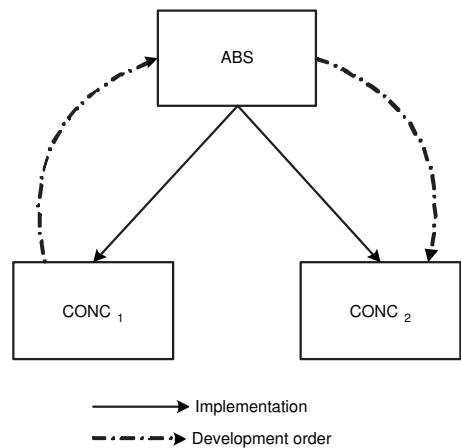 ABS
CONC 1
CONC 2
Implementation
Development order